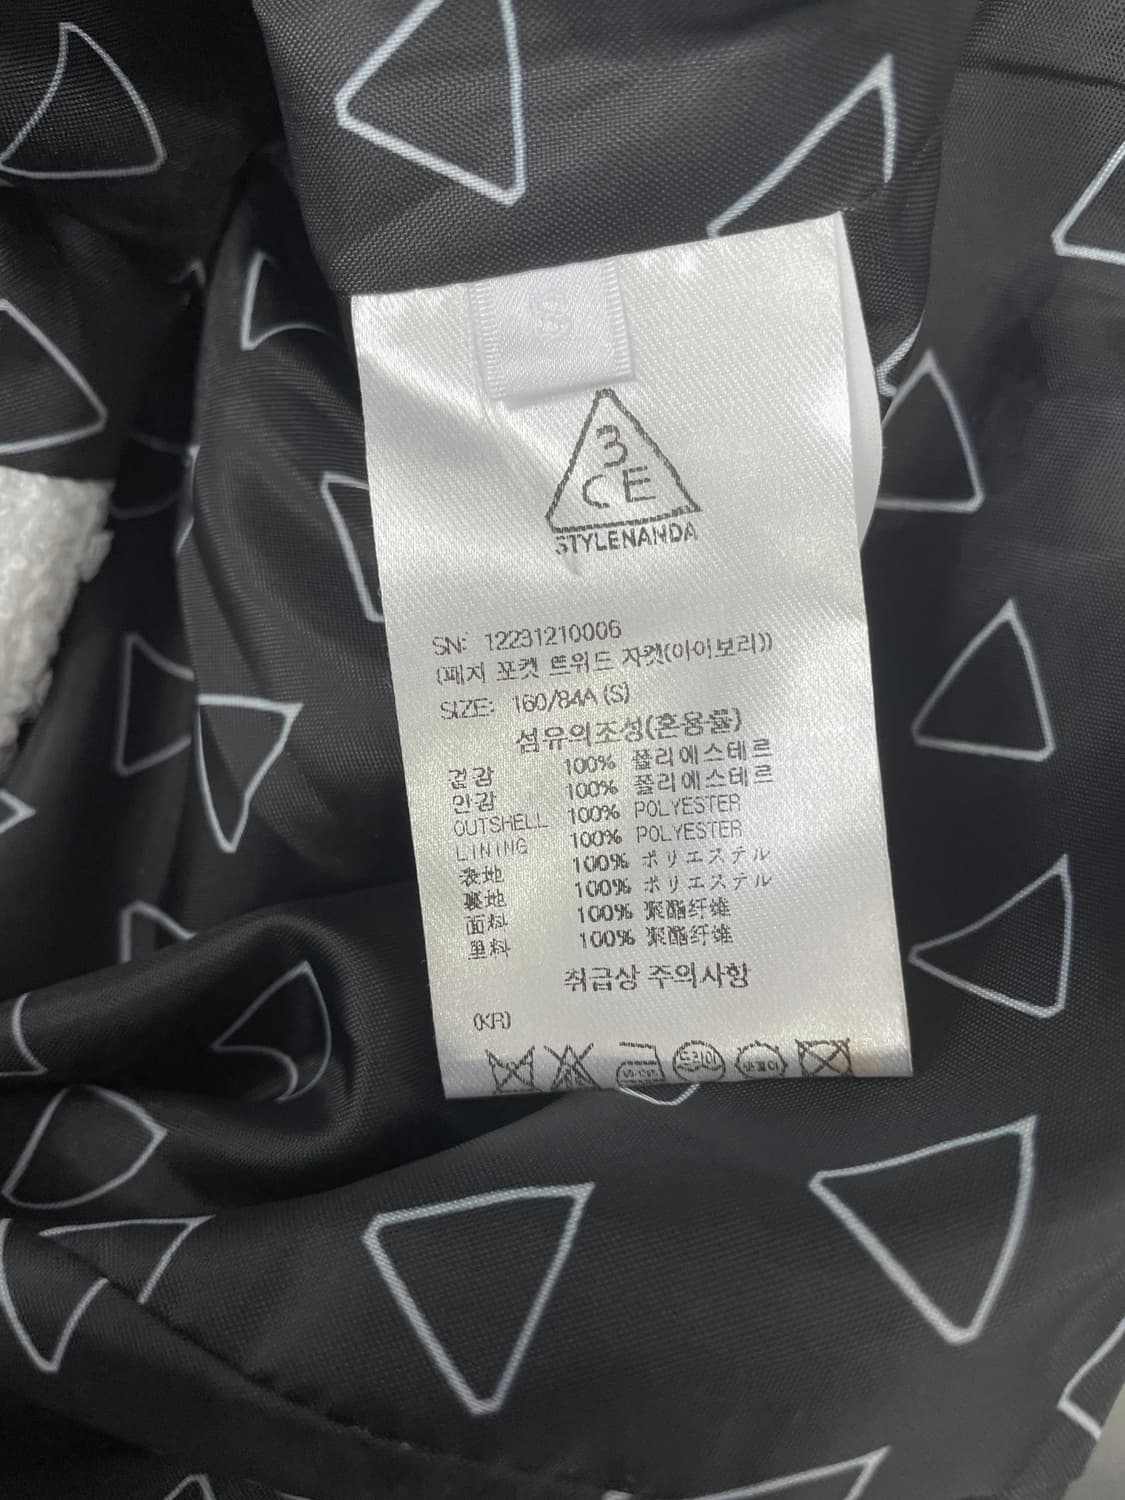 S
3
CE
STYLENANDA
SN: 12231210006
(패치 포켓 트위드 자켓(아이보리))
SIZE: 160/84A (S)
섬유의조성(혼용률)
겉감 100% 폴리에스테르
안감 100% 폴리에스테르
OUTSHELL 100% POLYESTER
LINING 100% POLYESTER
表地 100% ポリエステル
裏地 100% ポリエステル
面料 100% 聚酯纤维
里料 100% 聚酯纤维
취급상 주의사항
(KR)
드라이